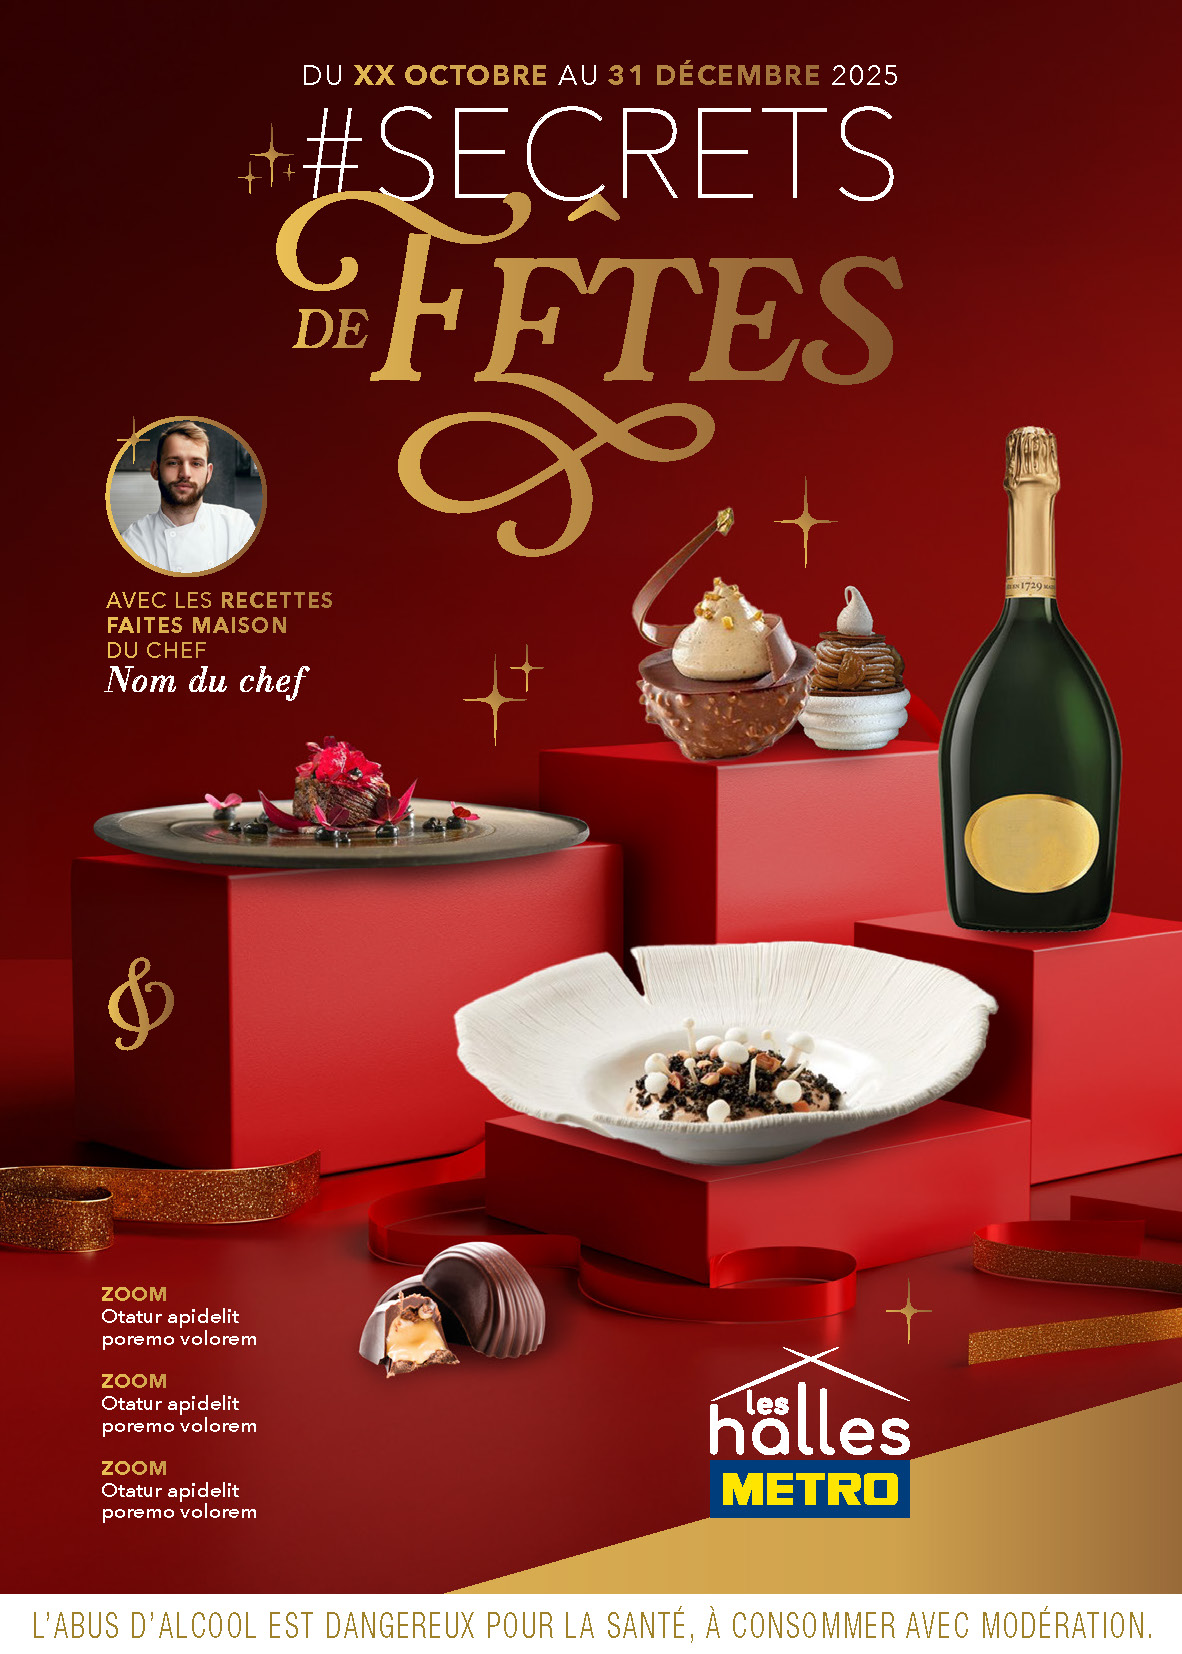 DU XX OCTOBRE AU 31 DÉCEMBRE 2025
#SECRETS
DE FÊTES
AVEC LES RECETTES
FAITES MAISON
DU CHEF
Nom du chef
1729
&
ZOOM
Otatur apidelit
poremo volorem
ZOOM
Otatur apidelit
poremo volorem
ZOOM
Otatur apidelit
poremo volorem
les
halles
METRO
L'ABUS D'ALCOOL EST DANGEREUX POUR LA SANTÉ, À CONSOMMER AVEC MODÉRATION.